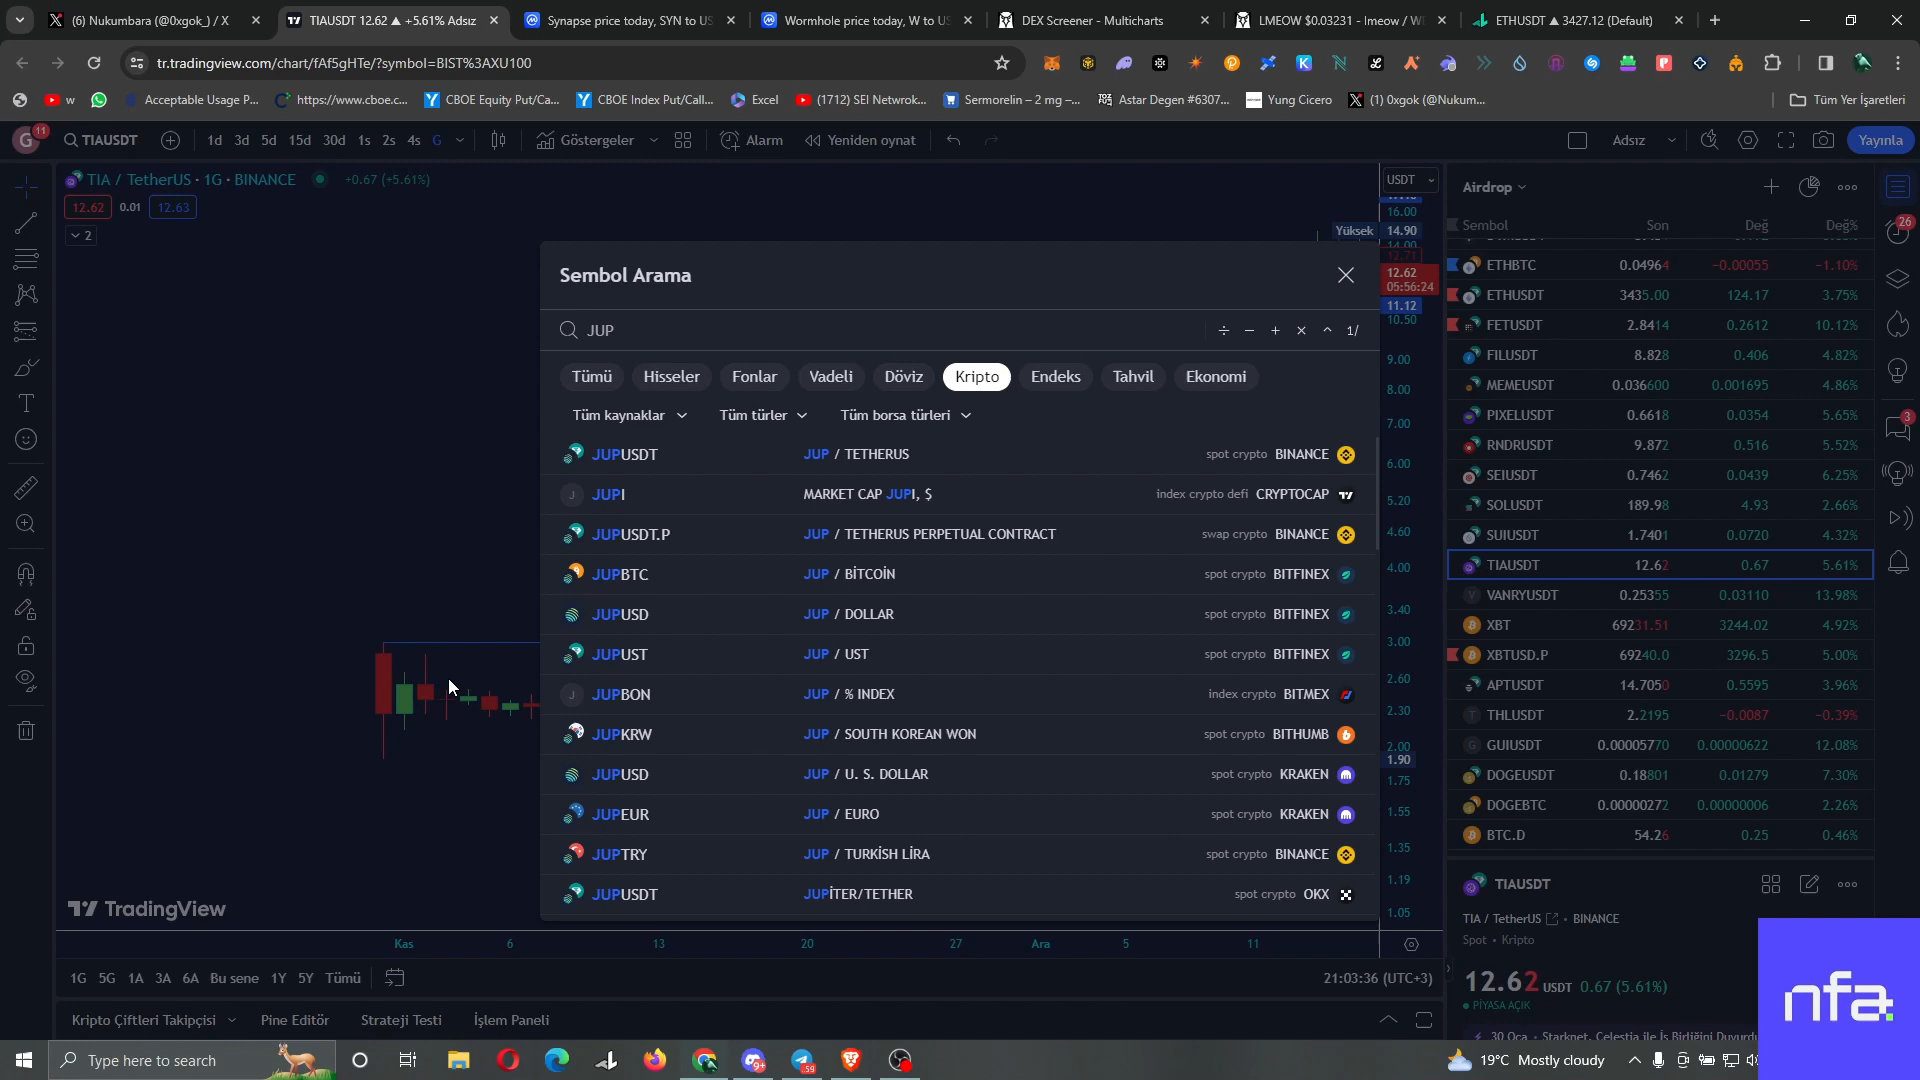 (6) Nukumbara (@0xgok_) / X
TIAUSDT 12.62 ▲ +5.61% Adsız
Synapse price today, SYN to US
Wormhole price today, W to US
DEX Screener - Multicharts
LMEOW $0.03231 - lmeow / W
ETHUSDT ▲ 3427.12 (Default)
tr.tradingview.com/chart/fAf5gHTe/?symbol=BIST%3AXU100
w
Acceptable Usage P...
https://www.cboe.c...
CBOE Equity Put/Ca...
CBOE Index Put/Call...
Excel
(1712) SEI Netwrok...
Sermorelin – 2 mg –...
Astar Degen #6307...
Yung Cicero
(1) 0xgok (@Nukum...
Tüm Yer İşaretleri
G 11
TIAUSDT
1d 3d 5d 15d 30d 1s 2s 4s G
Göstergeler
Alarm
Yeniden oynat
Adsız
Yayınla
TIA / TetherUS · 1G · BINANCE
+0.67 (+5.61%)
12.62 0.01 12.63
2
USDT
16.00
Yüksek 14.90
14.00
12.71
12.62
05:56:24
11.12
10.50
9.00
8.00
7.00
6.00
5.20
4.60
4.00
3.40
3.00
2.60
2.30
2.00
1.90
1.75
1.55
1.35
1.19
1.05
Sembol Arama
JUP
÷ − + × ^ 1/
Tümü Hisseler Fonlar Vadeli Döviz Kripto Endeks Tahvil Ekonomi
Tüm kaynaklar Tüm türler Tüm borsa türleri
JUPUSDT JUP / TETHERUS spot crypto BINANCE
J JUPI MARKET CAP JUPI, $ index crypto defi CRYPTOCAP
JUPUSDT.P JUP / TETHERUS PERPETUAL CONTRACT swap crypto BINANCE
JUPBTC JUP / BİTCOİN spot crypto BITFINEX
JUPUSD JUP / DOLLAR spot crypto BITFINEX
JUPUST JUP / UST spot crypto BITFINEX
J JUPBON JUP / % INDEX index crypto BITMEX
JUPKRW JUP / SOUTH KOREAN WON spot crypto BITHUMB
JUPUSD JUP / U. S. DOLLAR spot crypto KRAKEN
JUPEUR JUP / EURO spot crypto KRAKEN
JUPTRY JUP / TURKİSH LİRA spot crypto BINANCE
JUPUSDT JUPİTER/TETHER spot crypto OKX
Airdrop
Sembol Son Değ Değ%
ETHBTC 0.04964 −0.00055 −1.10%
ETHUSDT 3435.00 124.17 3.75%
FETUSDT 2.8414 0.2612 10.12%
FILUSDT 8.828 0.406 4.82%
MEMEUSDT 0.036600 0.001695 4.86%
PIXELUSDT 0.6618 0.0354 5.65%
RNDRUSDT 9.872 0.516 5.52%
SEIUSDT 0.7462 0.0439 6.25%
SOLUSDT 189.98 4.93 2.66%
SUIUSDT 1.7401 0.0720 4.32%
TIAUSDT 12.62 0.67 5.61%
V VANRYUSDT 0.25355 0.03110 13.98%
XBT 69231.51 3244.02 4.92%
XBTUSD.P 69240.0 3296.5 5.00%
APTUSDT 14.7050 0.5595 3.96%
T THLUSDT 2.2195 −0.0087 −0.39%
G GUIUSDT 0.00005770 0.00000622 12.08%
DOGEUSDT 0.18801 0.01279 7.30%
DOGEBTC 0.00000272 0.00000006 2.26%
BTC.D 54.26 0.25 0.46%
26
3
TIAUSDT
TIA / TetherUS • BINANCE
Spot • Kripto
12.62 USDT 0.67 (5.61%)
PİYASA AÇIK
30 Oca • Starknet, Celestia ile İş Birliğini Duyurdu
nfa.
TradingView
Kas 6 13 20 27 Ara 5 11
1G 5G 1A 3A 6A Bu sene 1Y 5Y Tümü
21:03:36 (UTC+3)
Kripto Çiftleri Takipçisi Pine Editör Strateji Testi İşlem Paneli
Type here to search
9+
59
19°C Mostly cloudy